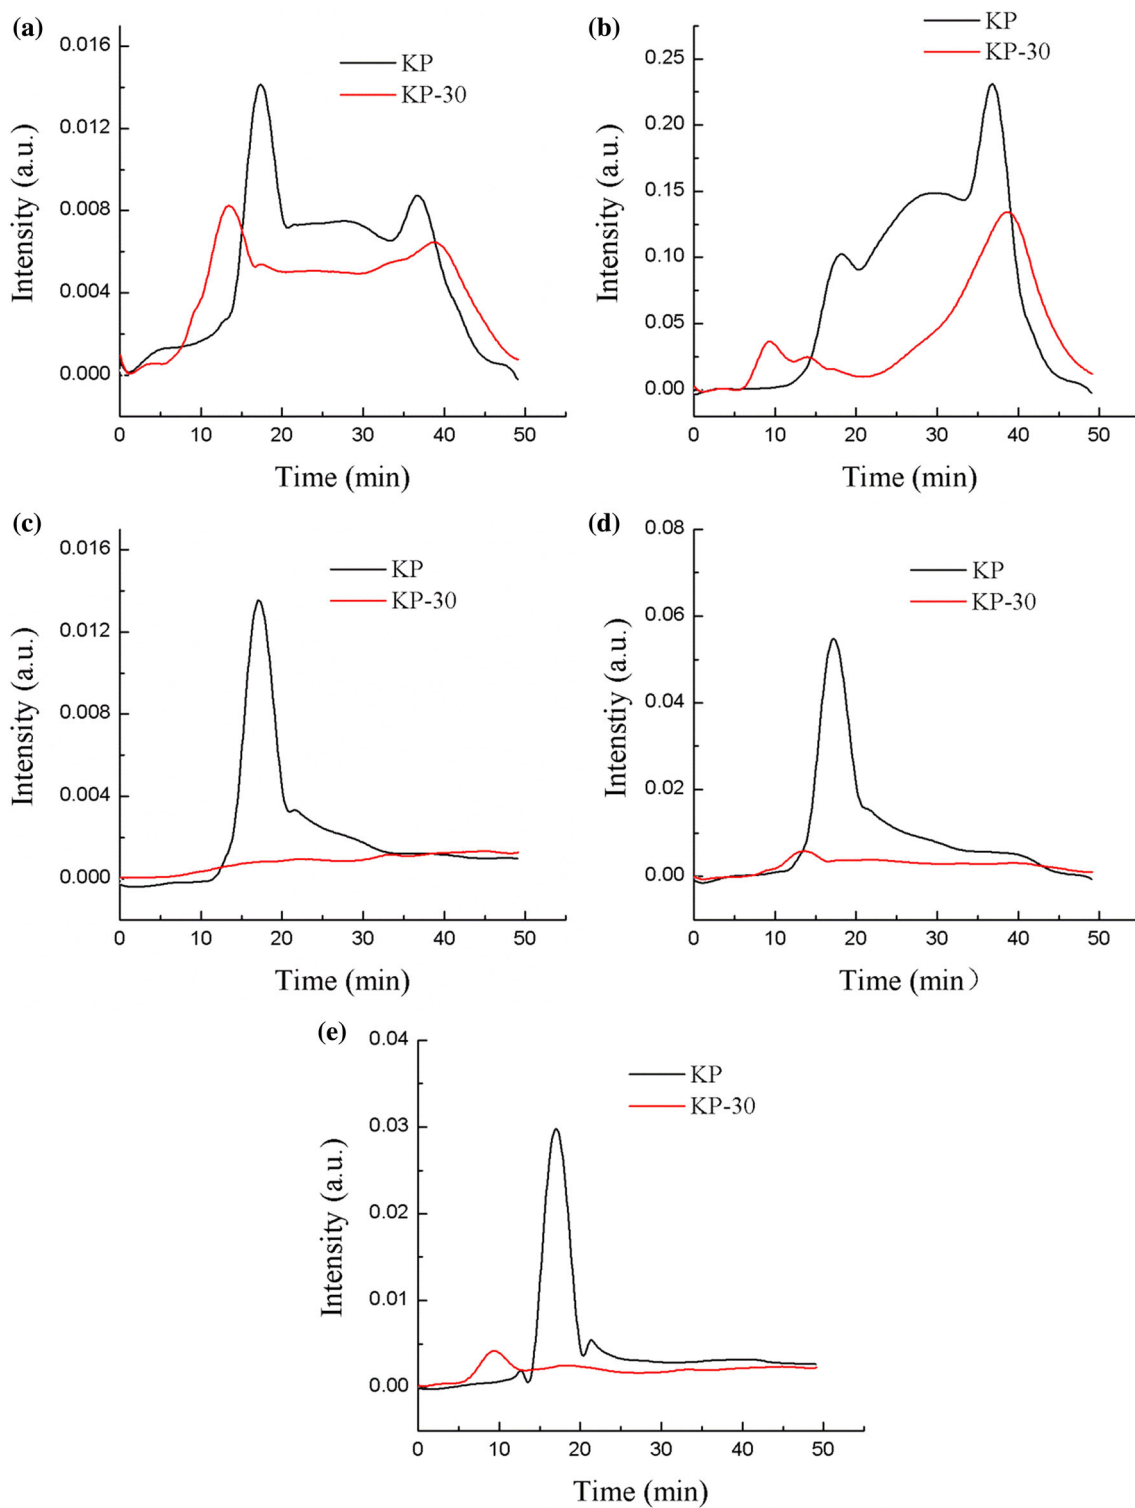 (a)
0.016
0.012
0.008
0.004
0.000
Intensity (a.u.)
KP
KP-30
0 10 20 30 40 50
Time (min)
(b)
0.25
0.20
0.15
0.10
0.05
0.00
Intensity (a.u.)
KP
KP-30
0 10 20 30 40 50
Time (min)
(c)
0.016
0.012
0.008
0.004
0.000
Intensity (a.u.)
KP
KP-30
0 10 20 30 40 50
Time (min)
(d)
0.08
0.06
0.04
0.02
0.00
Intenstiy (a.u.)
KP
KP-30
0 10 20 30 40 50
Time (min）
(e)
0.04
0.03
0.02
0.01
0.00
Intensity (a.u.)
KP
KP-30
0 10 20 30 40 50
Time (min)